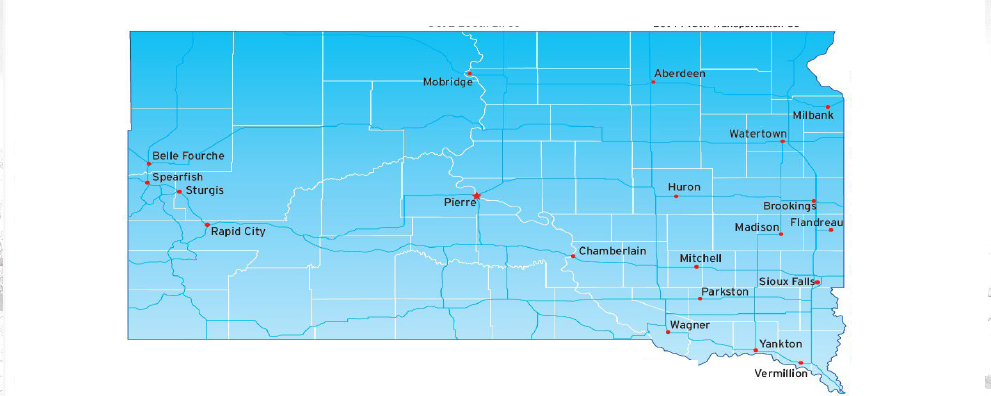 Mobridge
Aberdeen
Milbank
Watertown
Belle Fourche
Spearfish
Sturgis
Huron
Pierre
Brookings
Flandreau
Madison
Rapid City
Chamberlain
Mitchell
Sioux Falls
Parkston
Wagner
Yankton
Vermillion